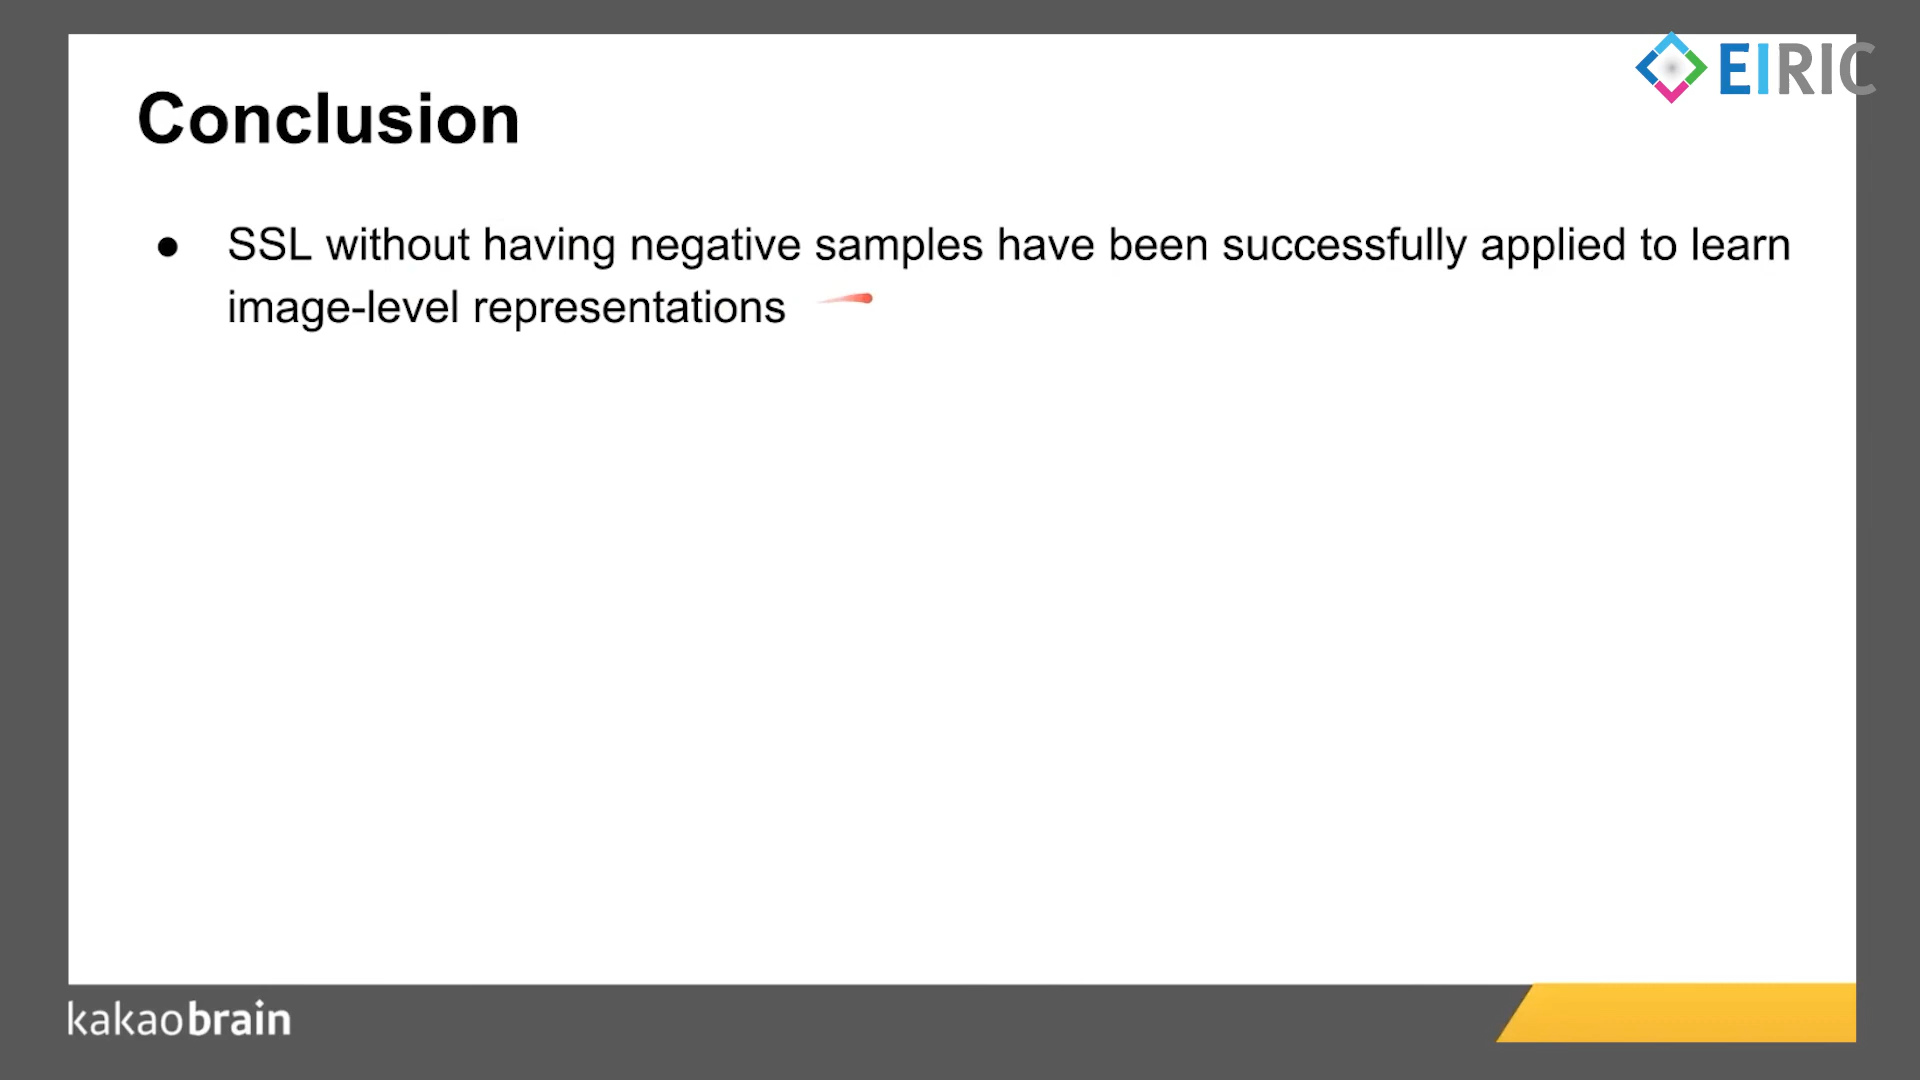 EIRIC
Conclusion
● SSL without having negative samples have been successfully applied to learn
image-level representations
kakaobrain